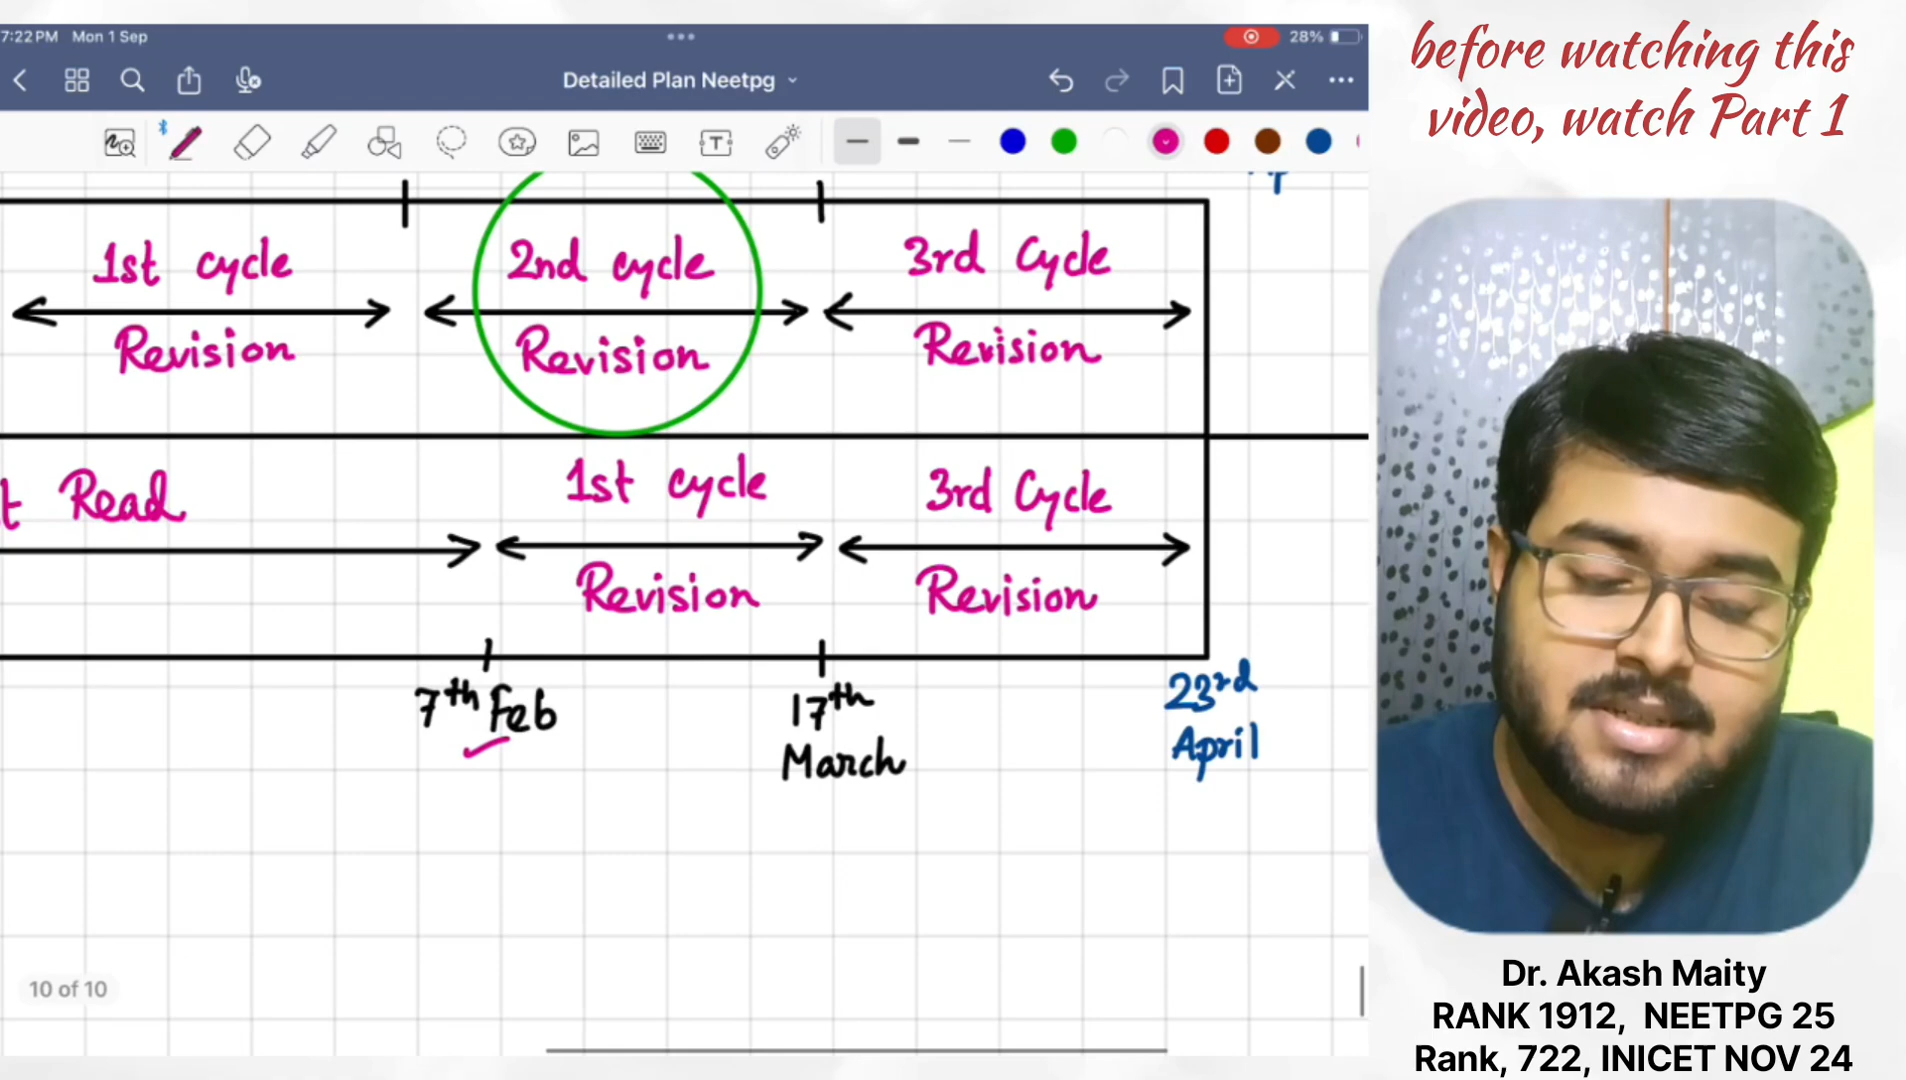 before watching this
video, watch Part 1
7:22 PM Mon 1 Sep
28%
Detailed Plan Neetpg
T
1st cycle
Revision
2nd cycle
Revision
3rd Cycle
Revision
t Read
1st cycle
Revision
3rd Cycle
Revision
7th Feb
17th
March
23rd
April
10 of 10
Dr. Akash Maity
RANK 1912, NEETPG 25
Rank, 722, INICET NOV 24